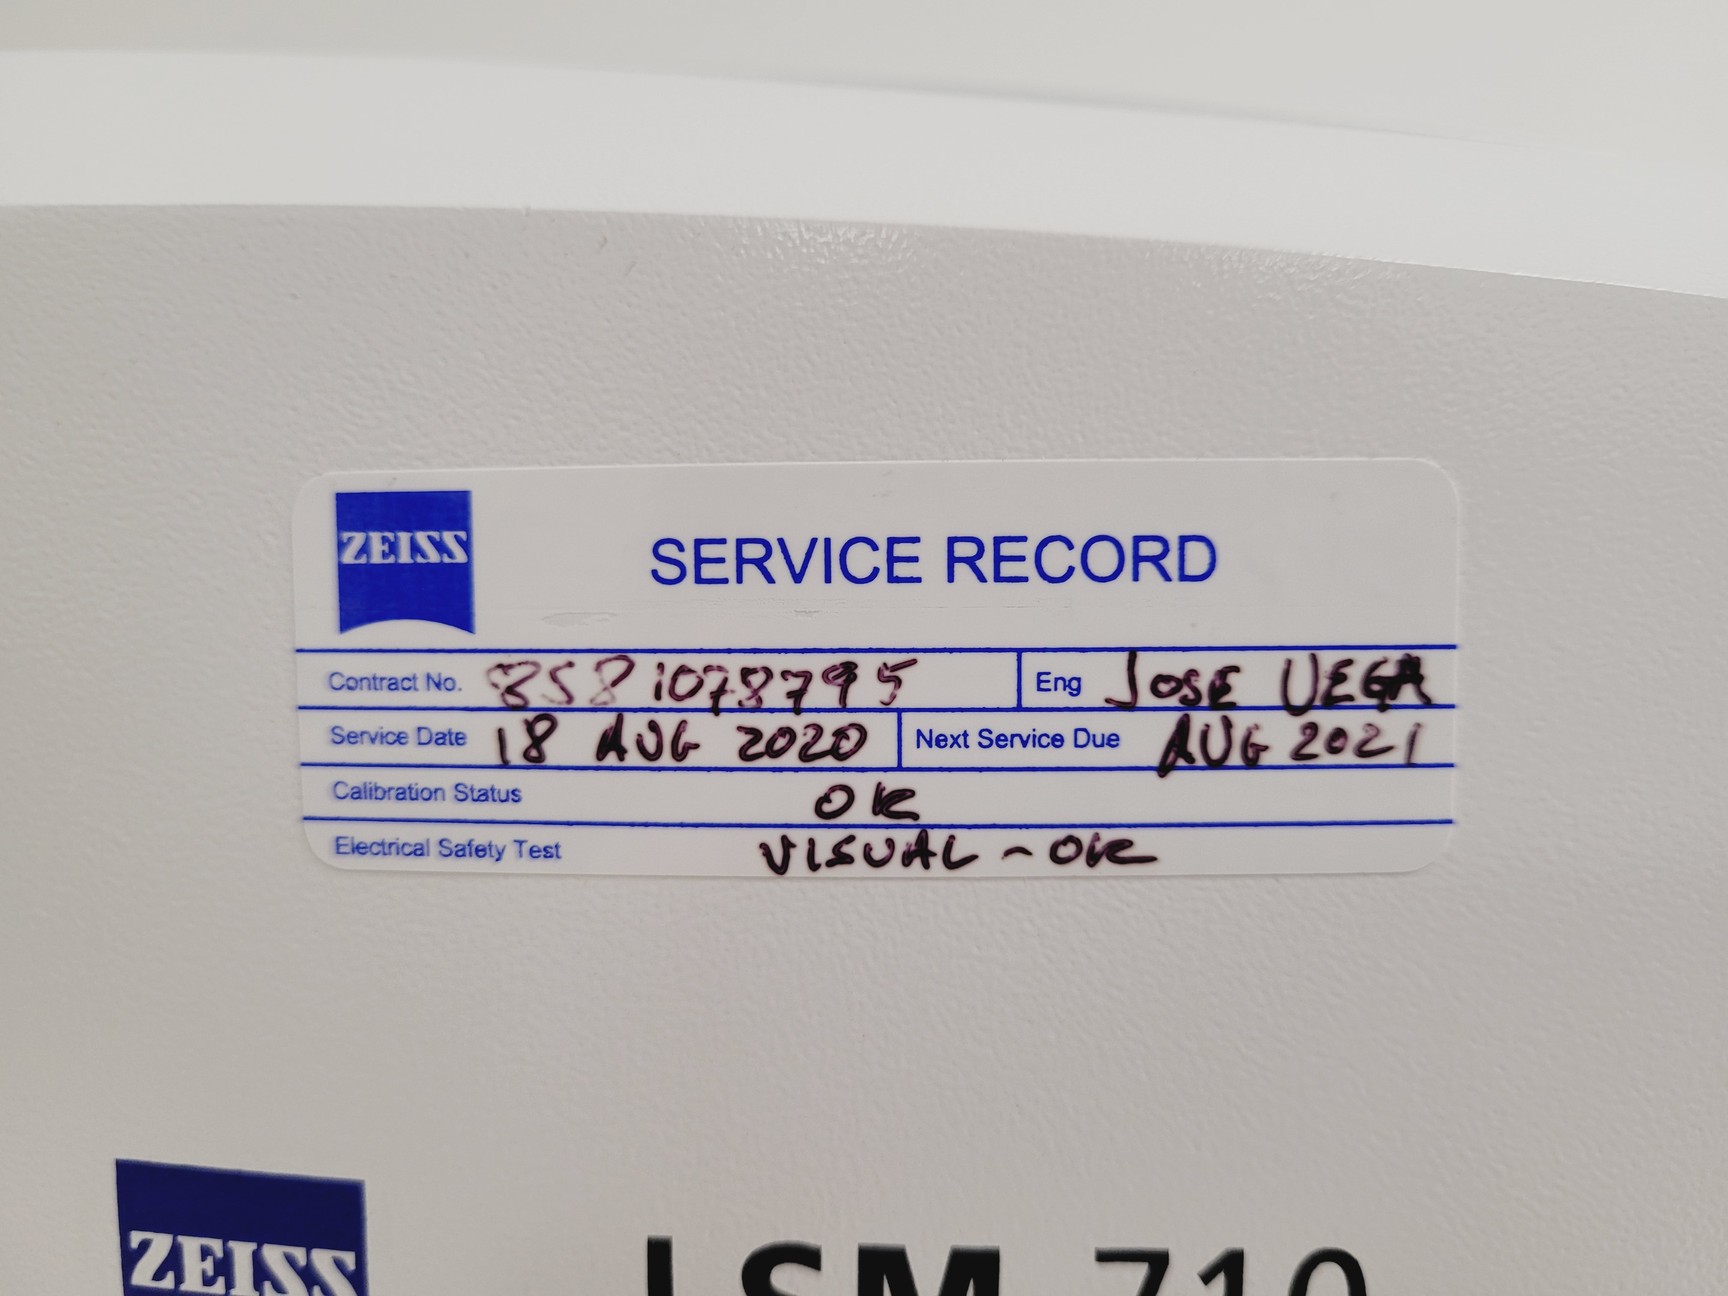 ZEISS
SERVICE RECORD
Contract No. 8581078795 Eng JOSE VEGA
Service Date 18 AUG 2020 Next Service Due AUG 2021
Calibration Status OK
Electrical Safety Test VISUAL - OK
ZEISS LSM 710